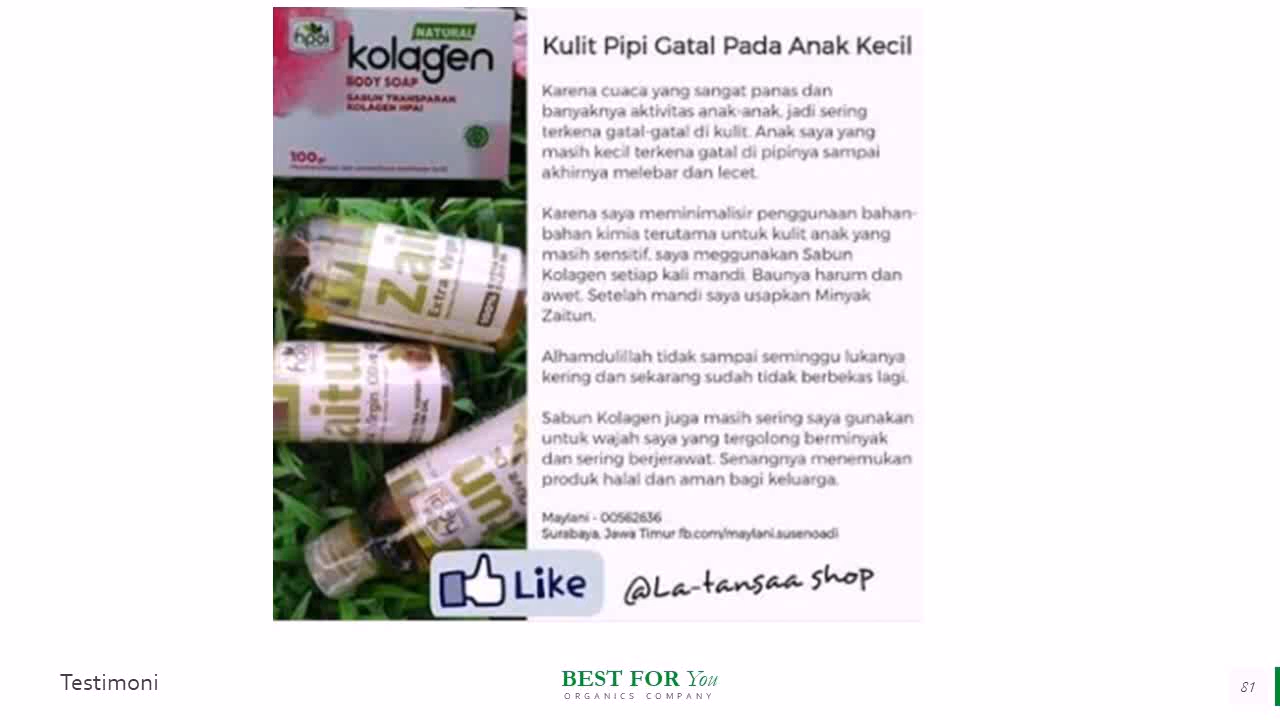 hpai
NATURAL
kolagen
BODY SOAP
SABUN TRANSPARAN
KOLAGEN HPAI
100gr
Zait
Extra Virgin
100%
Kulit Pipi Gatal Pada Anak Kecil
Karena cuaca yang sangat panas dan
banyaknya aktivitas anak-anak, jadi sering
terkena gatal-gatal di kulit. Anak saya yang
masih kecil terkena gatal di pipinya sampai
akhirnya melebar dan lecet.
Karena saya meminimalisir penggunaan bahan-
bahan kimia terutama untuk kulit anak yang
masih sensitif, saya meggunakan Sabun
Kolagen setiap kali mandi. Baunya harum dan
awet. Setelah mandi saya usapkan Minyak
Zaitun.
Alhamdulillah tidak sampai seminggu lukanya
kering dan sekarang sudah tidak berbekas lagi.
Sabun Kolagen juga masih sering saya gunakan
untuk wajah saya yang tergolong berminyak
dan sering berjerawat. Senangnya menemukan
produk halal dan aman bagi keluarga.
Maylani - 00562636
Surabaya, Jawa Timur fb.com/maylani.susenoadi
Like
@La-tansaa shop
Testimoni
BEST FOR You
ORGANICS COMPANY
81